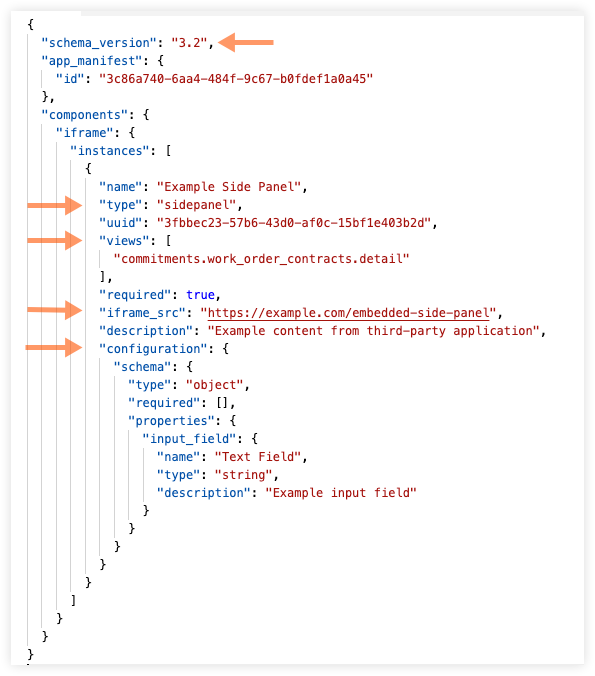 {
"schema_version": "3.2",
"app_manifest": {
"id": "3c86a740-6aa4-484f-9c67-b0fdef1a0a45"
},
"components": {
"iframe": {
"instances": [
{
"name": "Example Side Panel",
"type": "sidepanel",
"uuid": "3fbbec23-57b6-43d0-af0c-15bf1e403b2d",
"views": [
"commitments.work_order_contracts.detail"
],
"required": true,
"iframe_src": "https://example.com/embedded-side-panel",
"description": "Example content from third-party application",
"configuration": {
"schema": {
"type": "object",
"required": [],
"properties": {
"input_field": {
"name": "Text Field",
"type": "string",
"description": "Example input field"
}
}
}
}
}
]
}
}
}